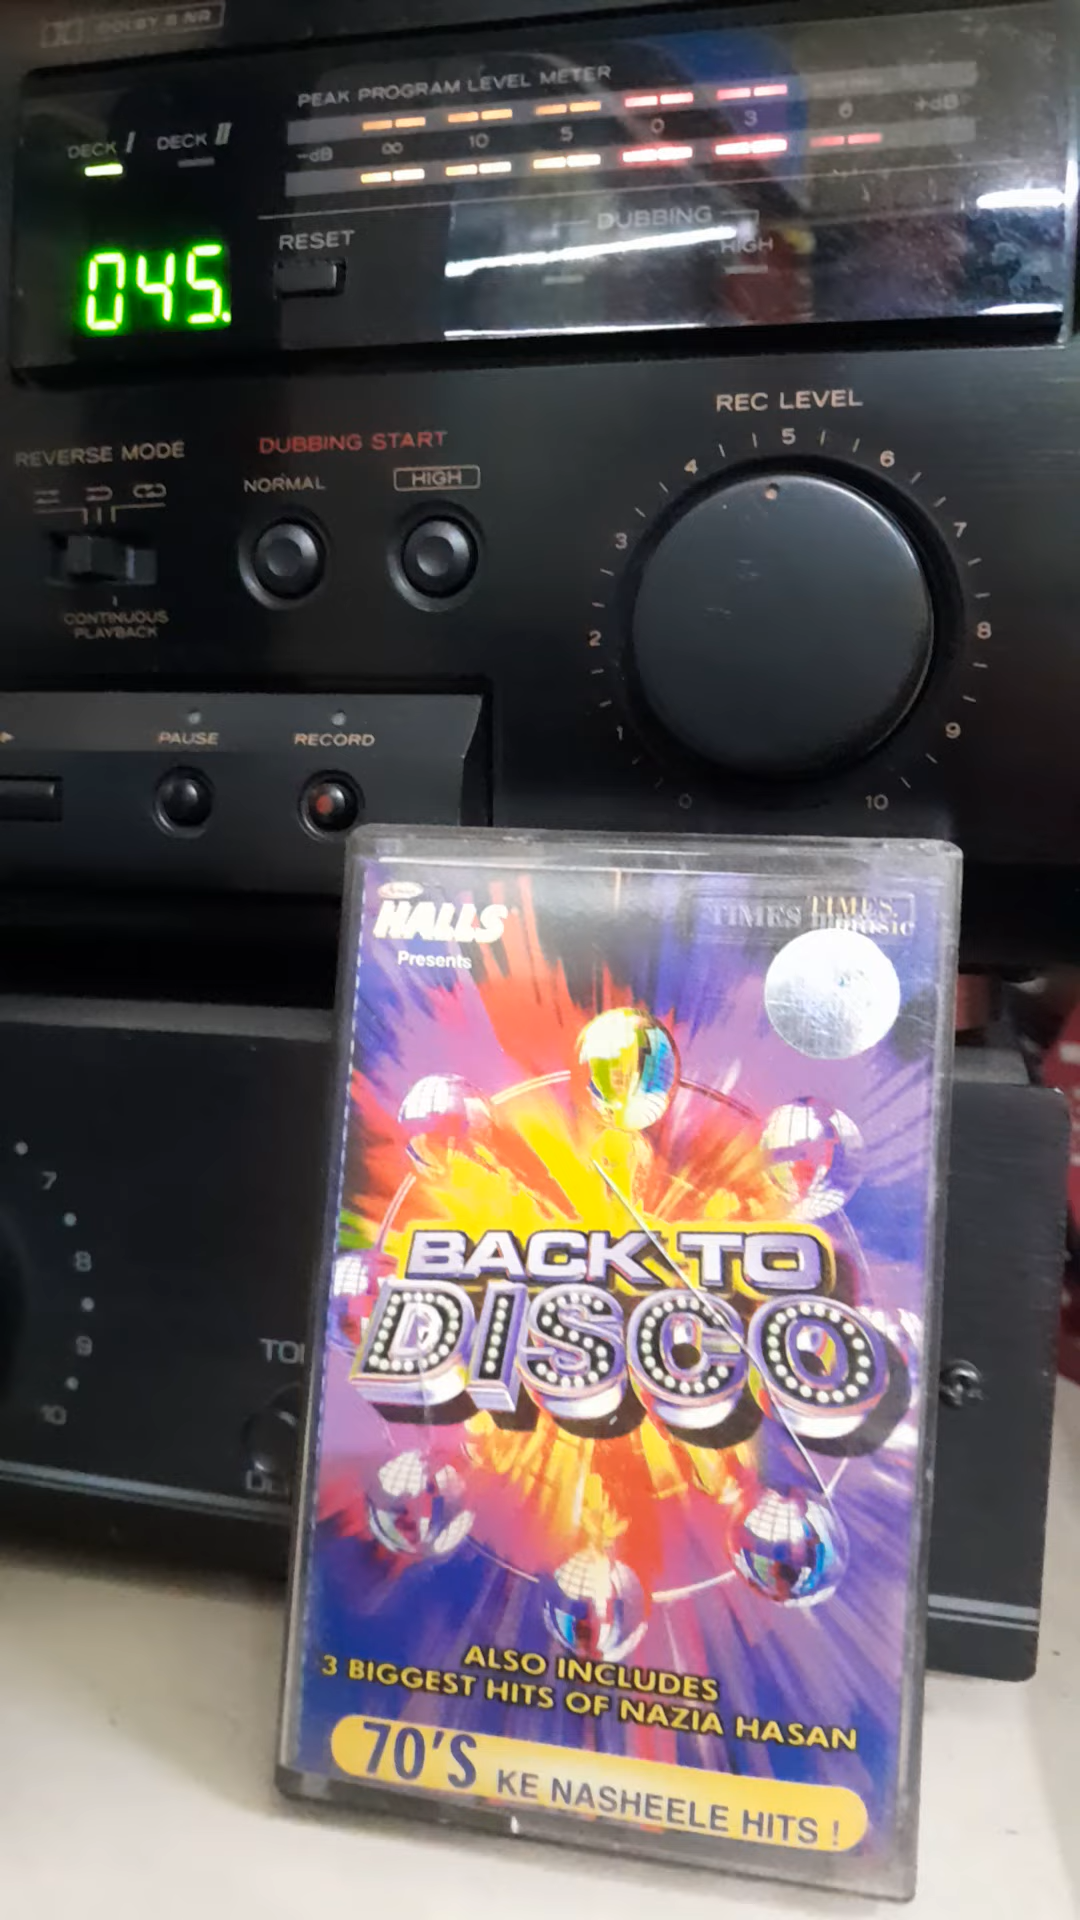 DOLBY B NR
PEAK PROGRAM LEVEL METER
DECK I DECK II
-dB ∞ 10 5 0 3 6 +dB
DUBBING
HIGH
RESET
045.
REC LEVEL
0 1 2 3 4 5 6 7 8 9 10
REVERSE MODE
DUBBING START
NORMAL HIGH
CONTINUOUS
PLAYBACK
PAUSE RECORD
HALLS
Presents
TIMES TIMES
music
7
8
9
10
BACK TO
DISCO
ALSO INCLUDES
3 BIGGEST HITS OF NAZIA HASAN
70'S KE NASHEELE HITS !